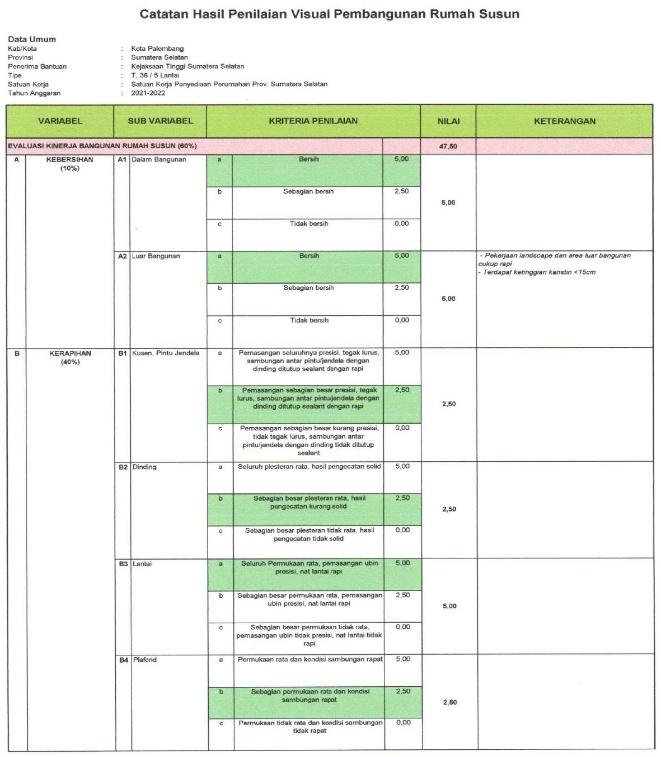 Catatan Hasil Penilaian Visual Pembangunan Rumah Susun
Data Umum
Kab/Kota : Kota Palembang
Provinsi : Sumatera Selatan
Penerima Bantuan : Kejaksaan Tinggi Sumatera Selatan
Tipe : T. 36 / 5 Lantai
Satuan Kerja : Satuan Kerja Penyediaan Perumahan Prov. Sumatera Selatan
Tahun Anggaran : 2021-2022
VARIABEL SUB VARIABEL KRITERIA PENILAIAN NILAI KETERANGAN
EVALUASI KINERJA BANGUNAN RUMAH SUSUN (60%) 47,50
A KEBERSIHAN A1 Dalam Bangunan a Bersih 5,00
(10%)
b Sebagian bersih 2,50
5,00
c Tidak bersih 0,00
A2 Luar Bangunan a Bersih 5,00 - Pekerjaan landscape dan area luar bangunan
cukup rapi
- Terdapat ketinggian kanstin <15cm
b Sebagian bersih 2,50
5,00
c Tidak bersih 0,00
B KERAPIHAN B1 Kusen, Pintu Jendela a Pemasangan seluruhnya presisi, tegak lurus, 5,00
(40%) sambungan antar pintu/jendela dengan
dinding ditutup sealant dengan rapi
b Pemasangan sebagian besar presisi, tegak 2,50
lurus, sambungan antar pintu/jendela dengan
dinding ditutup sealant dengan rapi
2,50
c Pemasangan sebagian besar kurang presisi, 0,00
tidak tegak lurus, sambungan antar
pintu/jendela dengan dinding tidak ditutup
sealant
B2 Dinding a Seluruh plesteran rata, hasil pengecatan solid 5,00
b Sebagian besar plesteran rata, hasil 2,50
pengecatan kurang solid
2,50
c Sebagian besar plesteran tidak rata, hasil 0,00
pengecatan tidak solid
B3 Lantai a Seluruh Permukaan rata, pemasangan ubin 5,00
presisi, nat lantai rapi
b Sebagian besar permukaan rata, pemasangan 2,50
ubin presisi, nat lantai rapi
5,00
c Sebagian besar permukaan tidak rata, 0,00
pemasangan ubin tidak presisi, nat lantai tidak
rapi
B4 Plafond a Permukaan rata dan kondisi sambungan rapat 5,00
b Sebagian permukaan rata dan kondisi 2,50
sambungan rapat
2,50
c Permukaan tidak rata dan kondisi sambungan 0,00
tidak rapat